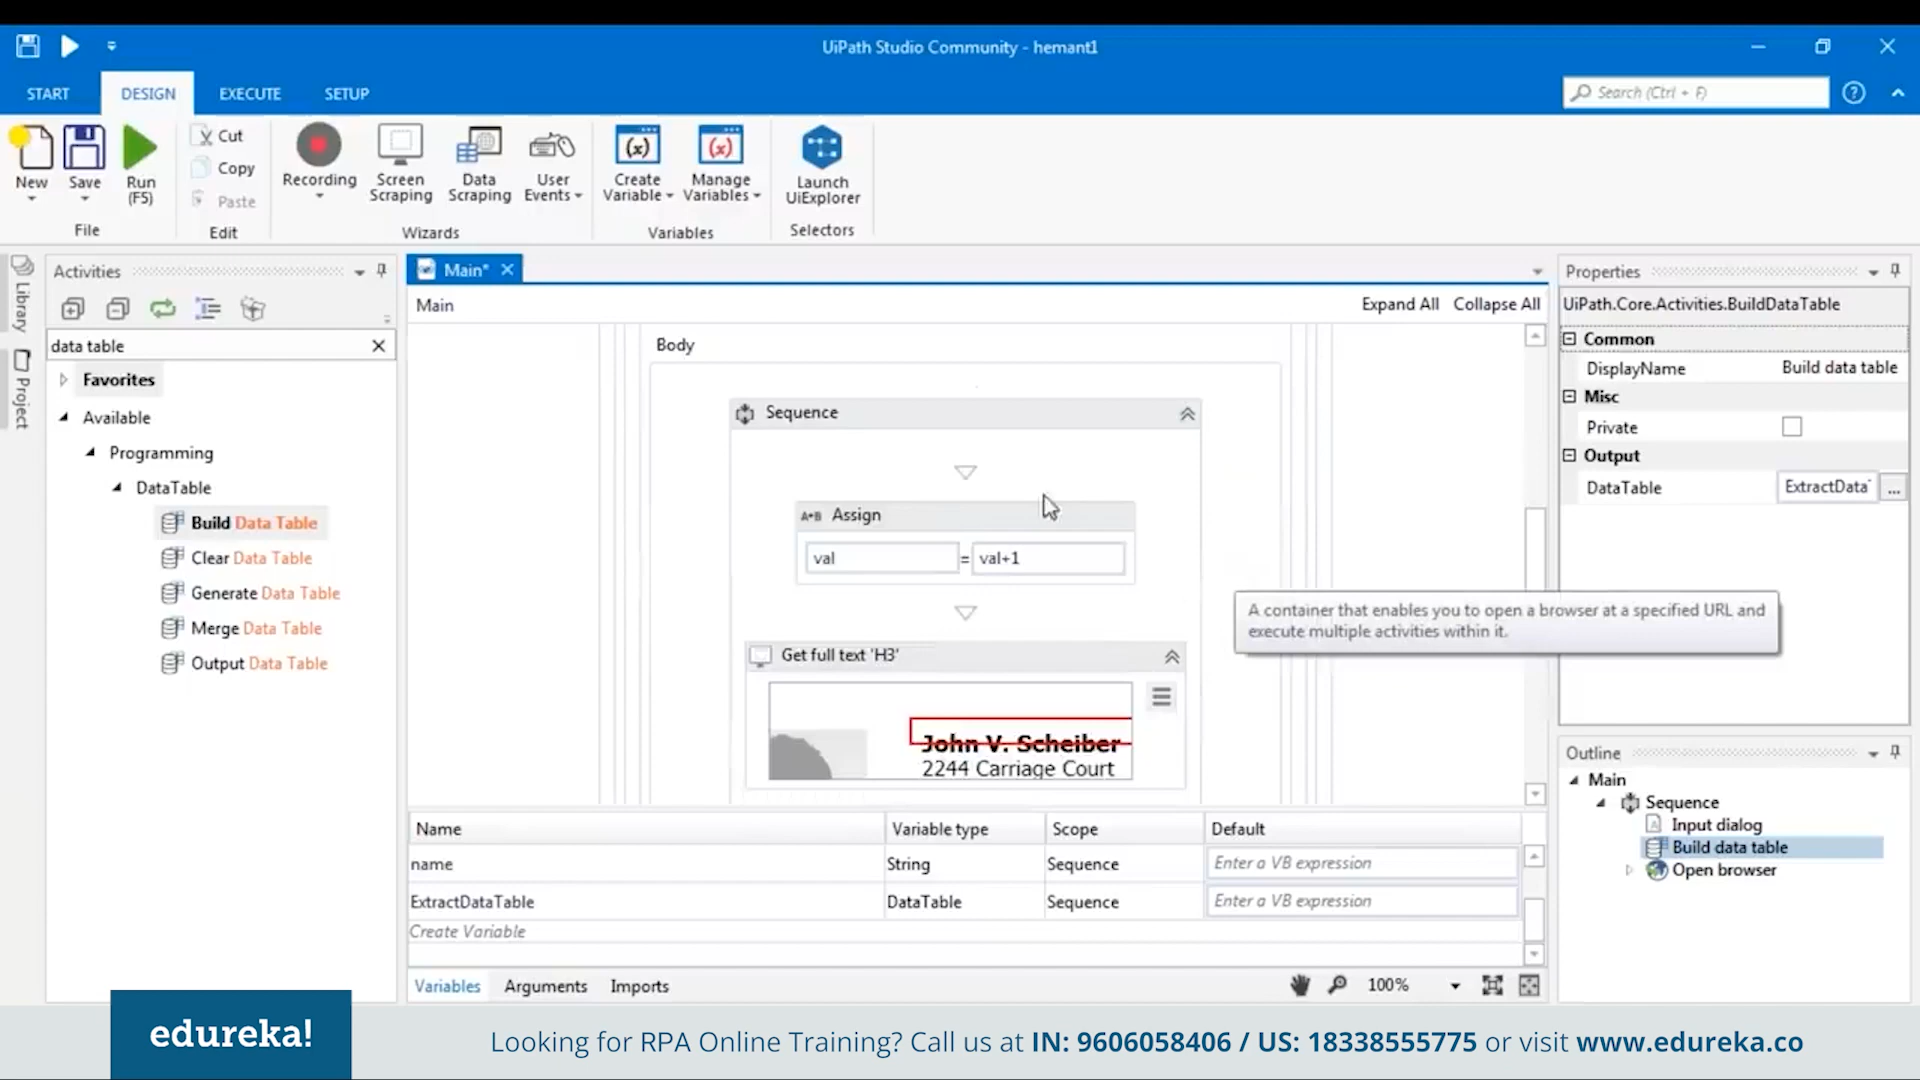 UiPath Studio Community - hemant1
START DESIGN EXECUTE SETUP
Search (Ctrl + F)
New
Save
Run
(F5)
File
Cut
Copy
Paste
Edit
Recording
Screen
Scraping
Data
Scraping
User
Events
Wizards
Create
Variable
Manage
Variables
Variables
Launch
UiExplorer
Selectors
Library
Project
Activities
data table
Favorites
Available
Programming
DataTable
Build Data Table
Clear Data Table
Generate Data Table
Merge Data Table
Output Data Table
Main*
Main
Expand All Collapse All
Body
Sequence
A+B Assign
val = val+1
Get full text 'H3'
John V. Scheiber
2244 Carriage Court
A container that enables you to open a browser at a specified URL and
execute multiple activities within it.
Name Variable type Scope Default
name String Sequence Enter a VB expression
ExtractDataTable DataTable Sequence Enter a VB expression
Create Variable
Variables Arguments Imports
100%
Properties
UiPath.Core.Activities.BuildDataTable
Common
DisplayName Build data table
Misc
Private
Output
DataTable ExtractData ...
Outline
Main
Sequence
Input dialog
Build data table
Open browser
edureka!
Looking for RPA Online Training? Call us at IN: 9606058406 / US: 18338555775 or visit www.edureka.co